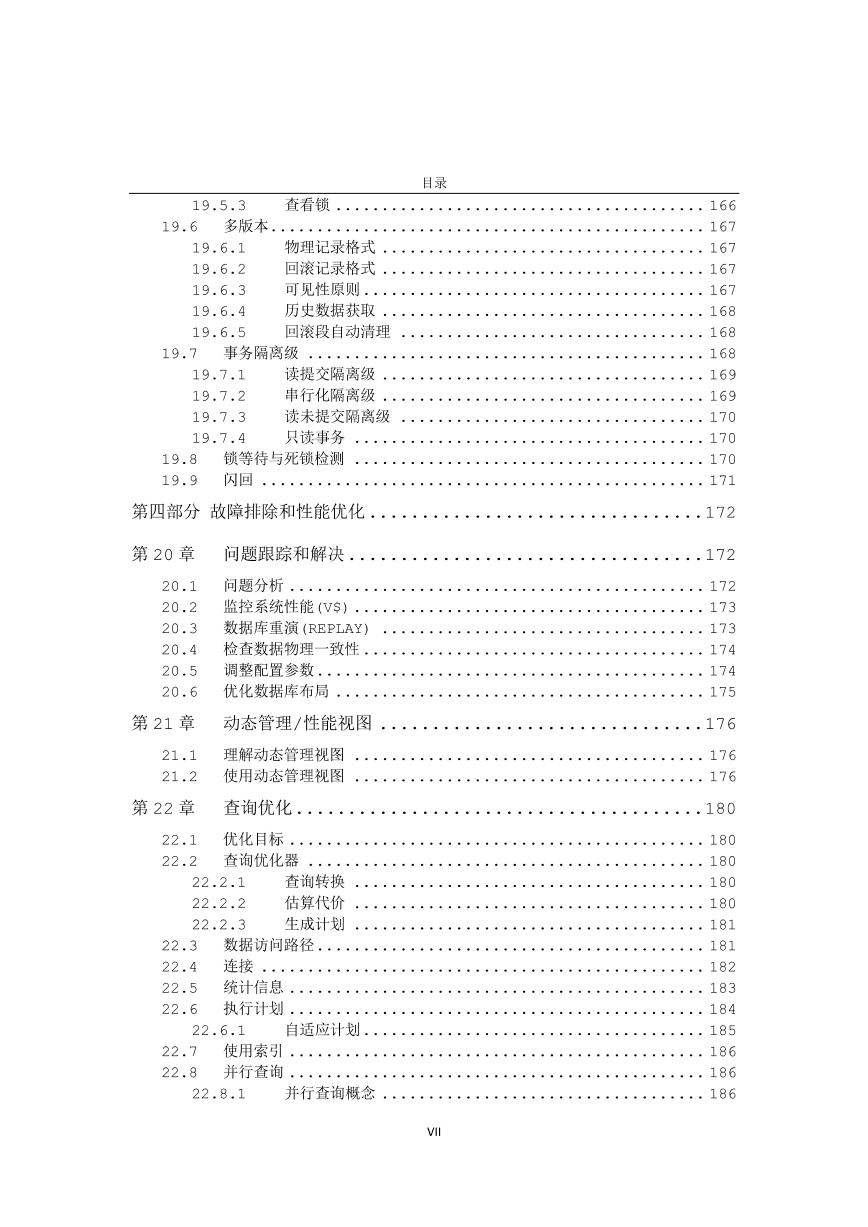 目录
19.5.3 查看锁 ........................................ 166
19.6 多版本............................................... 167
19.6.1 物理记录格式 ................................... 167
19.6.2 回滚记录格式 ................................... 167
19.6.3 可见性原则..................................... 167
19.6.4 历史数据获取 ................................... 168
19.6.5 回滚段自动清理 ................................. 168
19.7 事务隔离级 ........................................... 168
19.7.1 读提交隔离级 ................................... 169
19.7.2 串行化隔离级 ................................... 169
19.7.3 读未提交隔离级 ................................. 170
19.7.4 只读事务 ...................................... 170
19.8 锁等待与死锁检测 ...................................... 170
19.9 闪回 ................................................ 171
第四部分 故障排除和性能优化................................172
第 20 章 问题跟踪和解决..................................172
20.1 问题分析 ............................................. 172
20.2 监控系统性能(V$)...................................... 173
20.3 数据库重演(REPLAY) ................................... 173
20.4 检查数据物理一致性..................................... 174
20.5 调整配置参数.......................................... 174
20.6 优化数据库布局 ........................................ 175
第 21 章 动态管理/性能视图 ...............................176
21.1 理解动态管理视图 ...................................... 176
21.2 使用动态管理视图 ...................................... 176
第 22 章 查询优化.......................................180
22.1 优化目标 ............................................. 180
22.2 查询优化器 ........................................... 180
22.2.1 查询转换 ...................................... 180
22.2.2 估算代价 ...................................... 180
22.2.3 生成计划 ...................................... 181
22.3 数据访问路径.......................................... 181
22.4 连接 ................................................ 182
22.5 统计信息 ............................................. 183
22.6 执行计划 ............................................. 184
22.6.1 自适应计划..................................... 185
22.7 使用索引 ............................................. 186
22.8 并行查询 ............................................. 186
22.8.1 并行查询概念 ................................... 186
VII